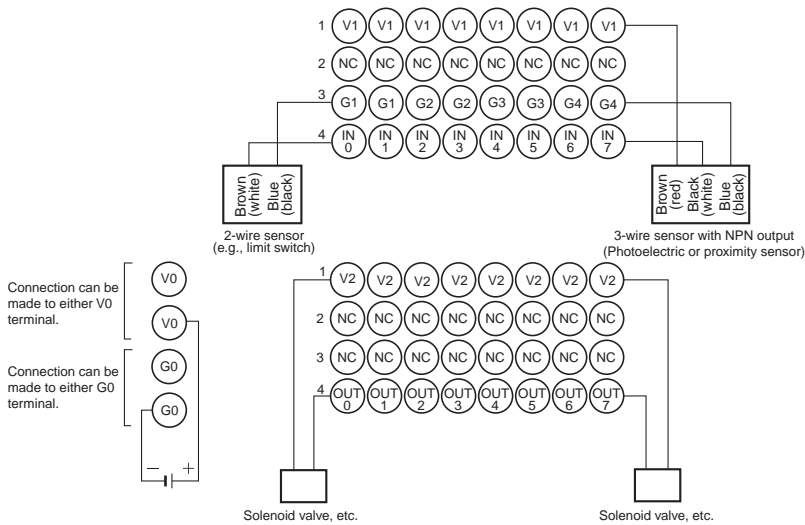 1 V1 V1 V1 V1 V1 V1 V1 V1
2 NC NC NC NC NC NC NC NC
3 G1 G1 G2 G2 G3 G3 G4 G4
4 IN 0 IN 1 IN 2 IN 3 IN 4 IN 5 IN 6 IN 7
Brown (white)
Blue (black)
2-wire sensor
(e.g., limit switch)
Brown (red)
Black (white)
Blue (black)
3-wire sensor with NPN output
(Photoelectric or proximity sensor)
Connection can be
made to either V0
terminal.
V0
V0
Connection can be
made to either G0
terminal.
G0
G0
– +
1 V2 V2 V2 V2 V2 V2 V2 V2
2 NC NC NC NC NC NC NC NC
3 NC NC NC NC NC NC NC NC
4 OUT 0 OUT 1 OUT 2 OUT 3 OUT 4 OUT 5 OUT 6 OUT 7
Solenoid valve, etc.
Solenoid valve, etc.